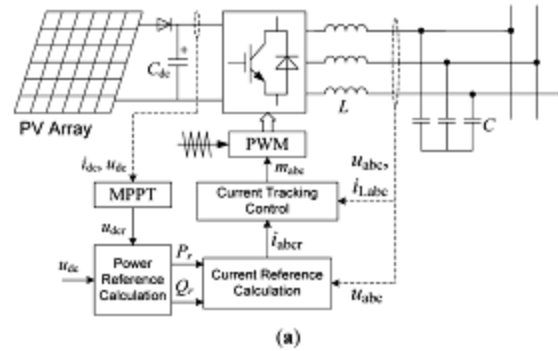 C_dc
+
PV Array
L
C
PWM
i_dc, u_dc
m_abc
u_abc,
i_Labc
MPPT
Current Tracking
Control
u_dcr
i_abcr
u_dc
Power
Reference
Calculation
P_r
Q_r
Current Reference
Calculation
u_abc
(a)